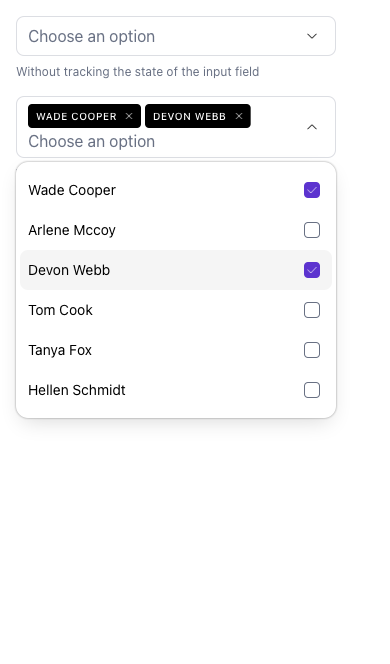 Choose an option
Without tracking the state of the input field
WADE COOPER × DEVON WEBB ×
Choose an option
Wade Cooper
Arlene Mccoy
Devon Webb
Tom Cook
Tanya Fox
Hellen Schmidt